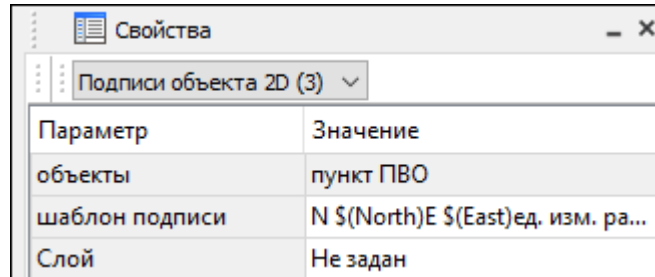 Свойства
Подписи объекта 2D (3)
Параметр Значение
объекты пункт ПВО
шаблон подписи N $(North)E $(East)ед. изм. ра...
Слой Не задан